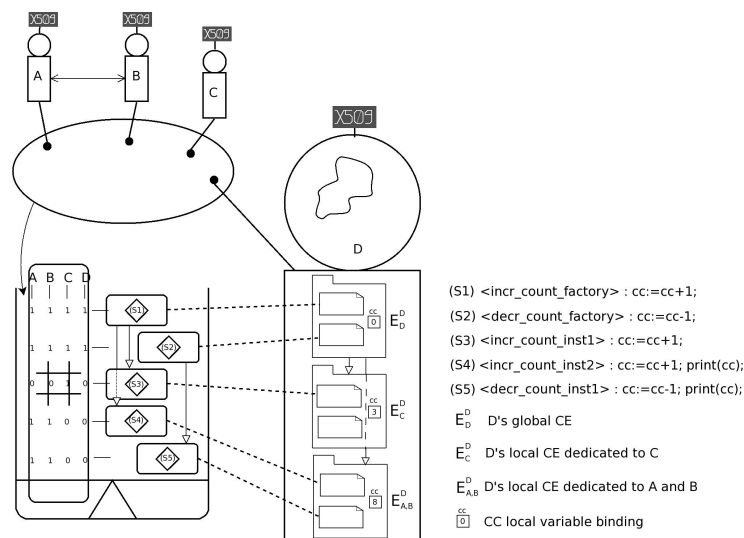 X509
X509
X509
A
B
C
X509
D
A B C D
1 1 1 1
(S1)
1 1 1 1
(S2)
0 0 1 0
(S3)
1 1 0 0
(S4)
1 1 0 0
(S5)
cc
0
E D D
cc
3
E D C
cc
8
E D A,B
(S1) <incr_count_factory> : cc:=cc+1;
(S2) <decr_count_factory> : cc:=cc-1;
(S3) <incr_count_inst1> : cc:=cc+1;
(S4) <incr_count_inst2> : cc:=cc+1; print(cc);
(S5) <decr_count_inst1> : cc:=cc-1; print(cc);
E D D D's global CE
E D C D's local CE dedicated to C
E D A,B D's local CE dedicated to A and B
cc
0 CC local variable binding